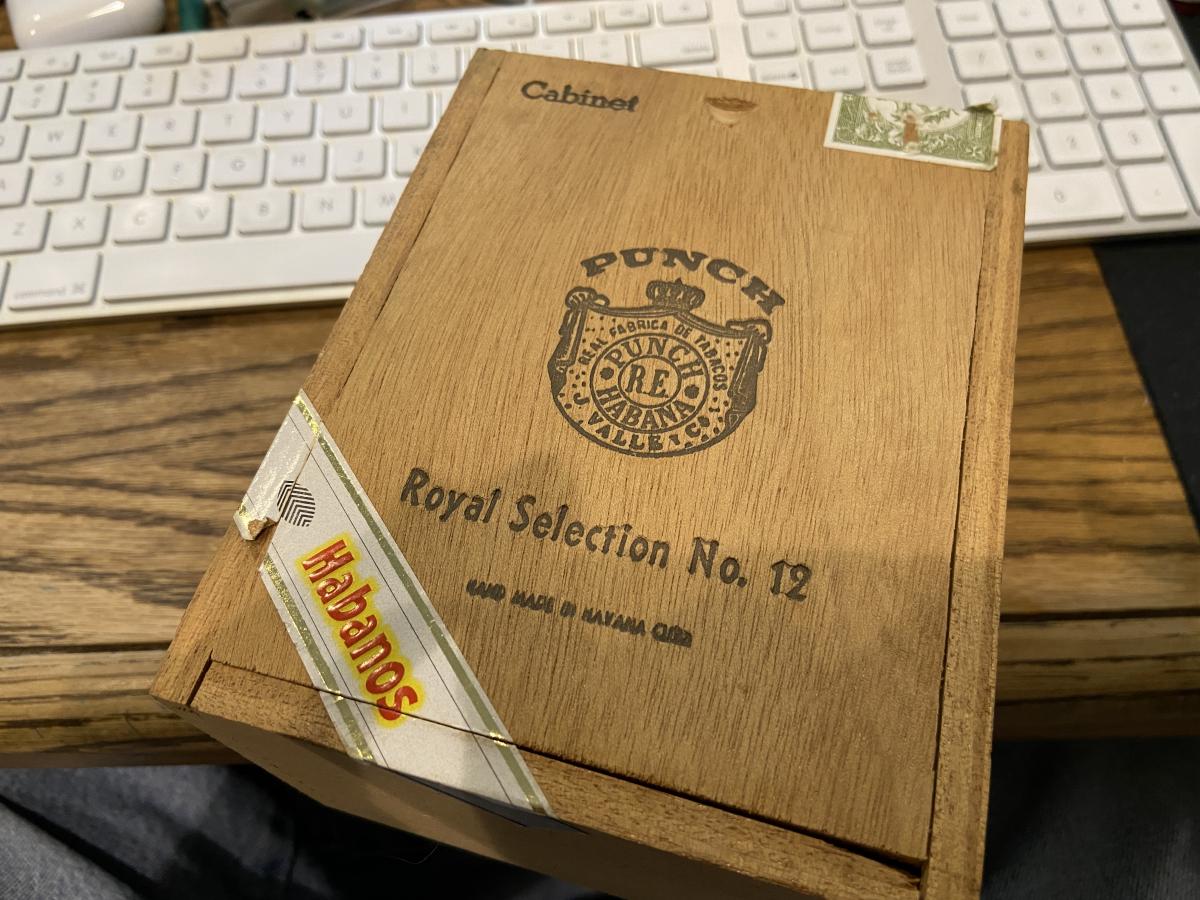 Cabinet
PUNCH
REAL FABRICA DE TABACOS
PUNCH
R.E.
HABANA
J. VALLE Y Co
Royal Selection No. 12
HAND MADE IN HAVANA CUBA
Habanos
W
E
R
T
Y
U
I
S
D
F
G
H
J
K
Z
X
C
V
B
N
M
command ⌘